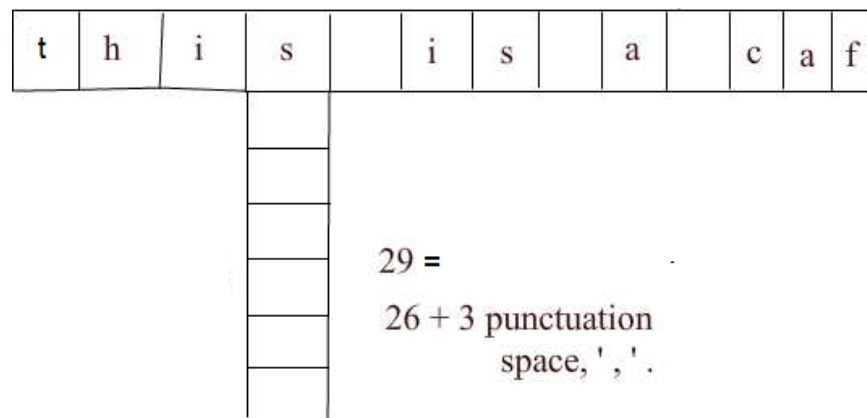 t h i s i s a c a f
29 =
26 + 3 punctuation
space, ' , ' .